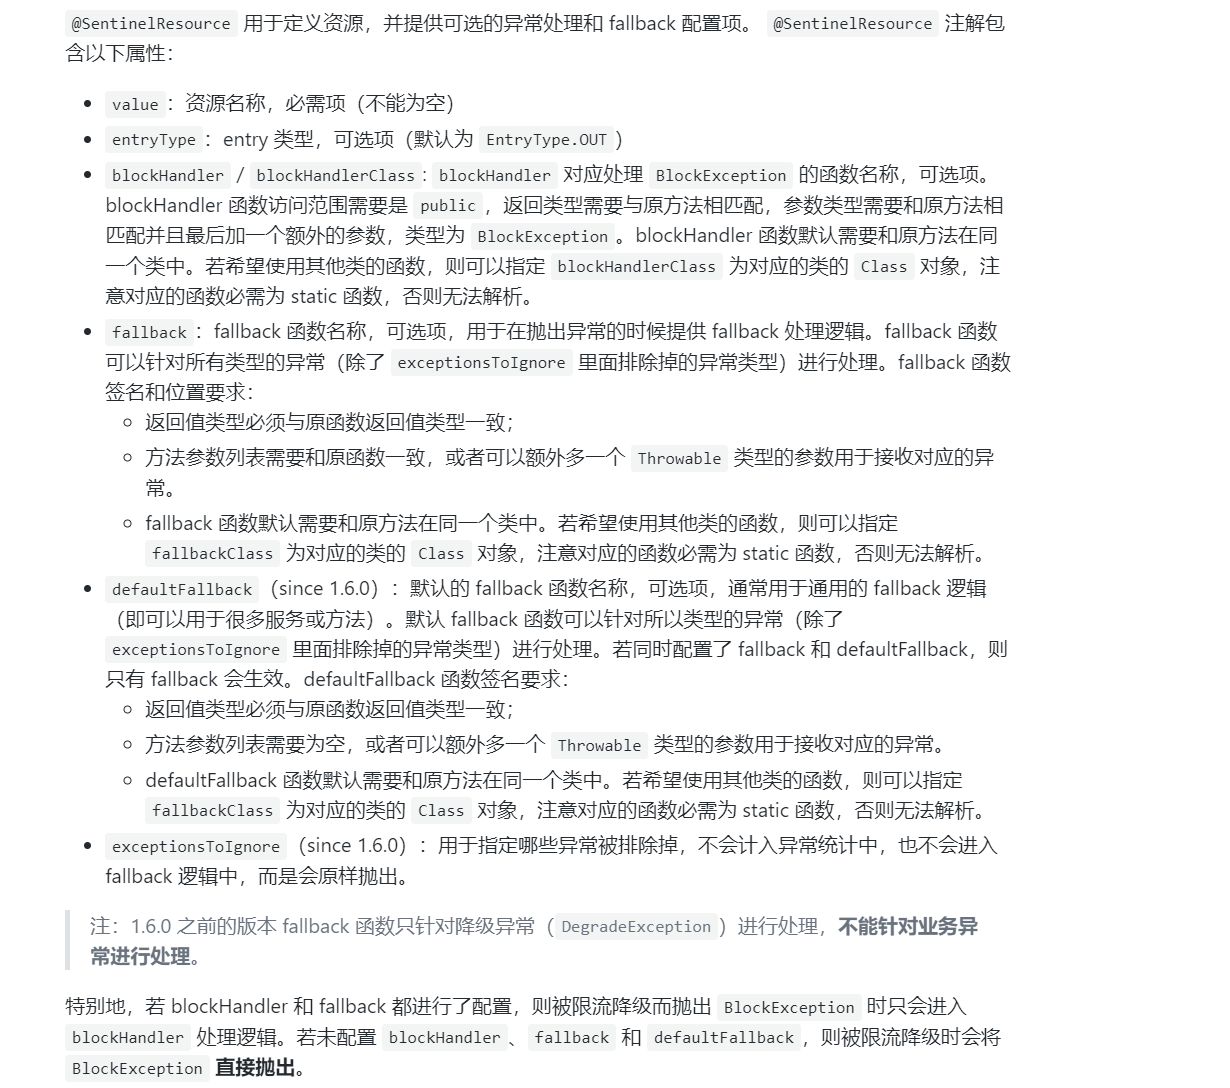 @SentinelResource 用于定义资源，并提供可选的异常处理和 fallback 配置项。 @SentinelResource 注解包
含以下属性：
value：资源名称，必需项（不能为空）
entryType：entry 类型，可选项（默认为 EntryType.OUT）
blockHandler / blockHandlerClass: blockHandler 对应处理 BlockException 的函数名称，可选项。
blockHandler 函数访问范围需要是 public，返回类型需要与原方法相匹配，参数类型需要和原方法相
匹配并且最后加一个额外的参数，类型为 BlockException。blockHandler 函数默认需要和原方法在同
一个类中。若希望使用其他类的函数，则可以指定 blockHandlerClass 为对应的类的 Class 对象，注
意对应的函数必需为 static 函数，否则无法解析。
fallback：fallback 函数名称，可选项，用于在抛出异常的时候提供 fallback 处理逻辑。fallback 函数
可以针对所有类型的异常（除了 exceptionsToIgnore 里面排除掉的异常类型）进行处理。fallback 函数
签名和位置要求：
返回值类型必须与原函数返回值类型一致；
方法参数列表需要和原函数一致，或者可以额外多一个 Throwable 类型的参数用于接收对应的异
常。
fallback 函数默认需要和原方法在同一个类中。若希望使用其他类的函数，则可以指定
fallbackClass 为对应的类的 Class 对象，注意对应的函数必需为 static 函数，否则无法解析。
defaultFallback（since 1.6.0）：默认的 fallback 函数名称，可选项，通常用于通用的 fallback 逻辑
（即可以用于很多服务或方法）。默认 fallback 函数可以针对所以类型的异常（除了
exceptionsToIgnore 里面排除掉的异常类型）进行处理。若同时配置了 fallback 和 defaultFallback，则
只有 fallback 会生效。defaultFallback 函数签名要求：
返回值类型必须与原函数返回值类型一致；
方法参数列表需要为空，或者可以额外多一个 Throwable 类型的参数用于接收对应的异常。
defaultFallback 函数默认需要和原方法在同一个类中。若希望使用其他类的函数，则可以指定
fallbackClass 为对应的类的 Class 对象，注意对应的函数必需为 static 函数，否则无法解析。
exceptionsToIgnore（since 1.6.0）：用于指定哪些异常被排除掉，不会计入异常统计中，也不会进入
fallback 逻辑中，而是会原样抛出。
注：1.6.0 之前的版本 fallback 函数只针对降级异常（DegradeException）进行处理，不能针对业务异
常进行处理。
特别地，若 blockHandler 和 fallback 都进行了配置，则被限流降级而抛出 BlockException 时只会进入
blockHandler 处理逻辑。若未配置 blockHandler、fallback 和 defaultFallback，则被限流降级时会将
BlockException 直接抛出。